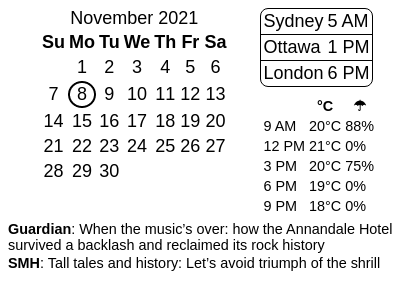 November 2021
Su Mo Tu We Th Fr Sa
1 2 3 4 5 6
7 8 9 10 11 12 13
14 15 16 17 18 19 20
21 22 23 24 25 26 27
28 29 30
Sydney 5 AM
Ottawa 1 PM
London 6 PM
°C ☂
9 AM 20°C 88%
12 PM 21°C 0%
3 PM 20°C 75%
6 PM 19°C 0%
9 PM 18°C 0%
Guardian: When the music’s over: how the Annandale Hotel
survived a backlash and reclaimed its rock history
SMH: Tall tales and history: Let’s avoid triumph of the shrill